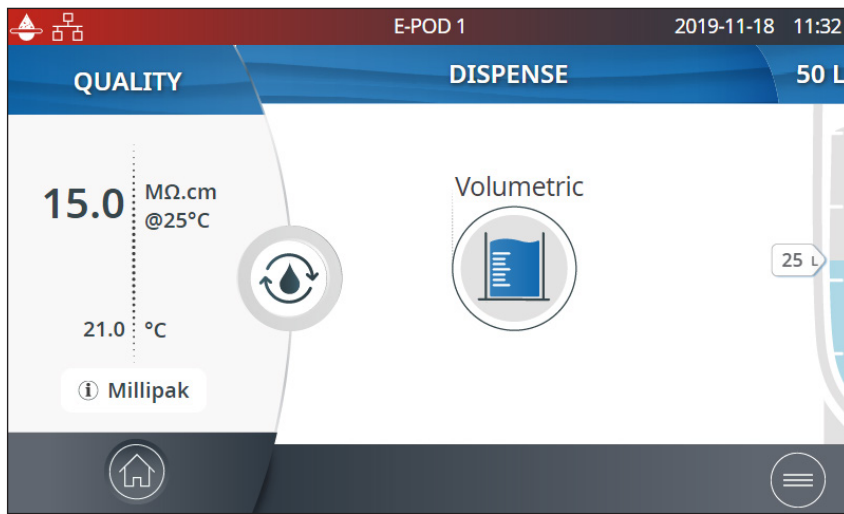 E-POD 1
2019-11-18 11:32
QUALITY
DISPENSE
50 L
15.0 MΩ.cm
@25°C
21.0 °C
i Millipak
Volumetric
25 L